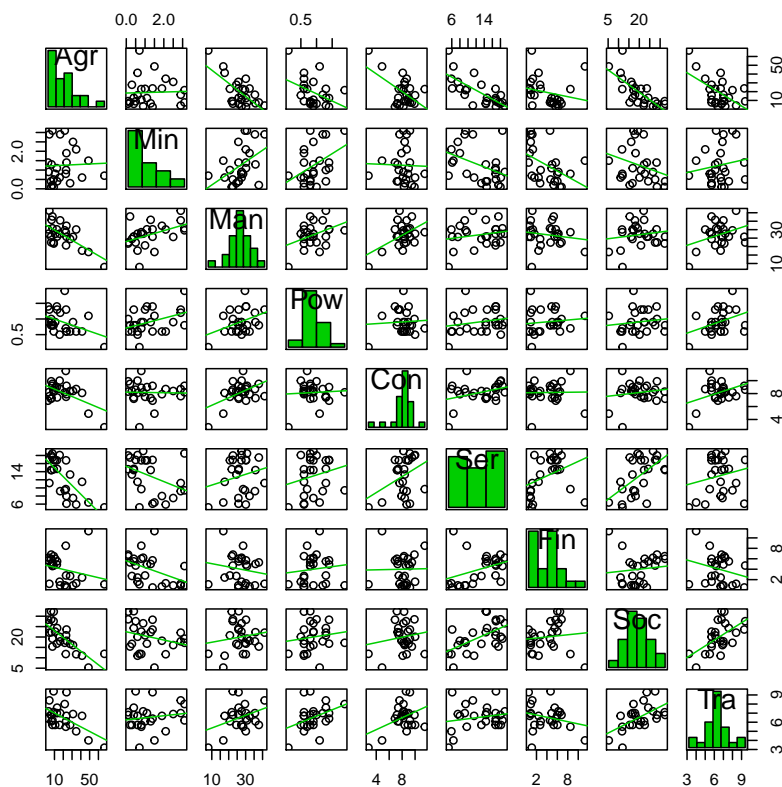 0.0 2.0 0.5 6 14 5 20
Agr 10 50
0.0 2.0 Min
Man 10 30
0.5 Pow
Con 4 8
6 14 Ser
Fin 2 8
5 20 Soc
Tra 3 6 9
10 50 10 30 4 8 2 8 3 6 9